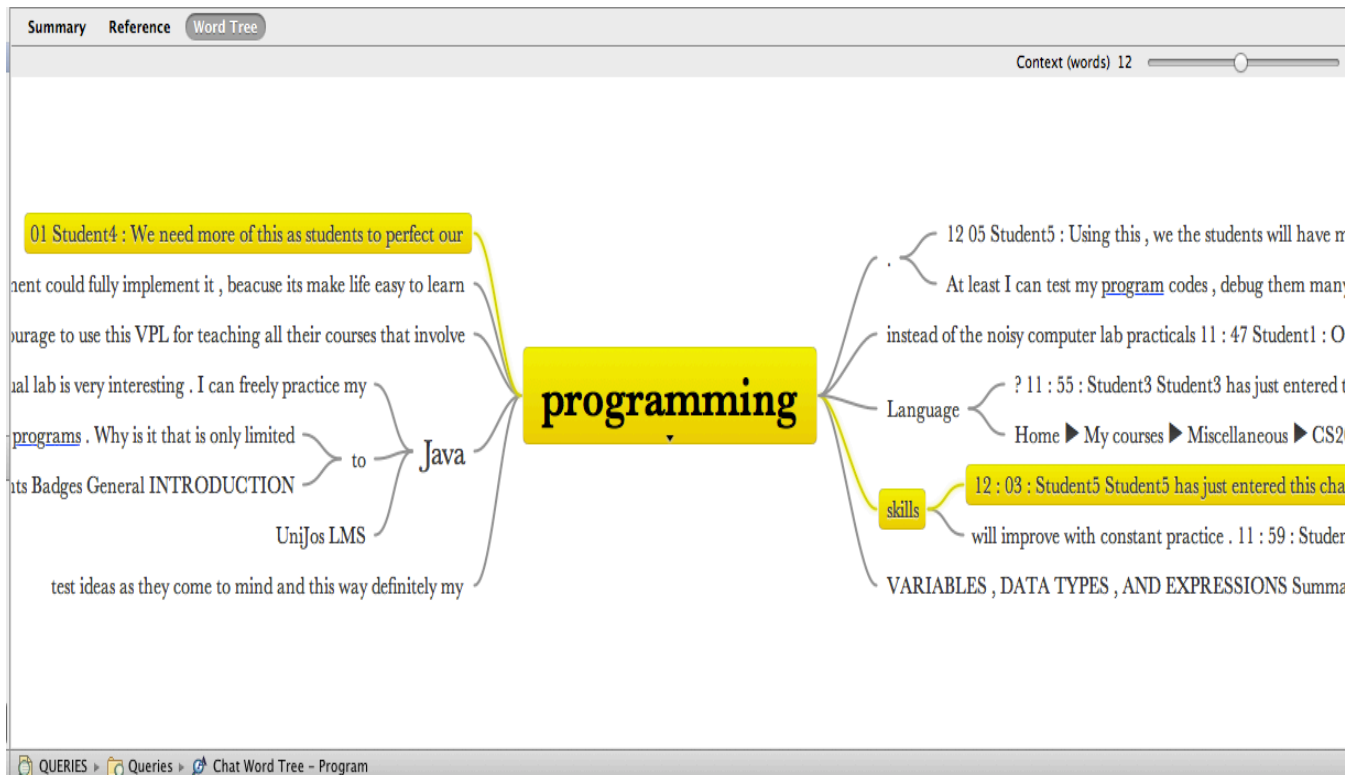 Summary Reference Word Tree
Context (words) 12
01 Student4 : We need more of this as students to perfect our
could fully implement it , beacuse its make life easy to learn
to use this VPL for teaching all their courses that involve
lab is very interesting . I can freely practice my
programs . Why is it that is only limited
Badges General INTRODUCTION
to
Java
UniJos LMS
test ideas as they come to mind and this way definitely my
programming
.
12 05 Student5 : Using this , we the students will have
At least I can test my program codes , debug them many
instead of the noisy computer lab practicals 11 : 47 Student1 :
Language
? 11 : 55 : Student3 Student3 has just entered
Home ▶ My courses ▶ Miscellaneous ▶
skills
12 : 03 : Student5 Student5 has just entered this
will improve with constant practice . 11 : 59 :
VARIABLES , DATA TYPES , AND EXPRESSIONS
QUERIES ▸ Queries ▸ Chat Word Tree - Program